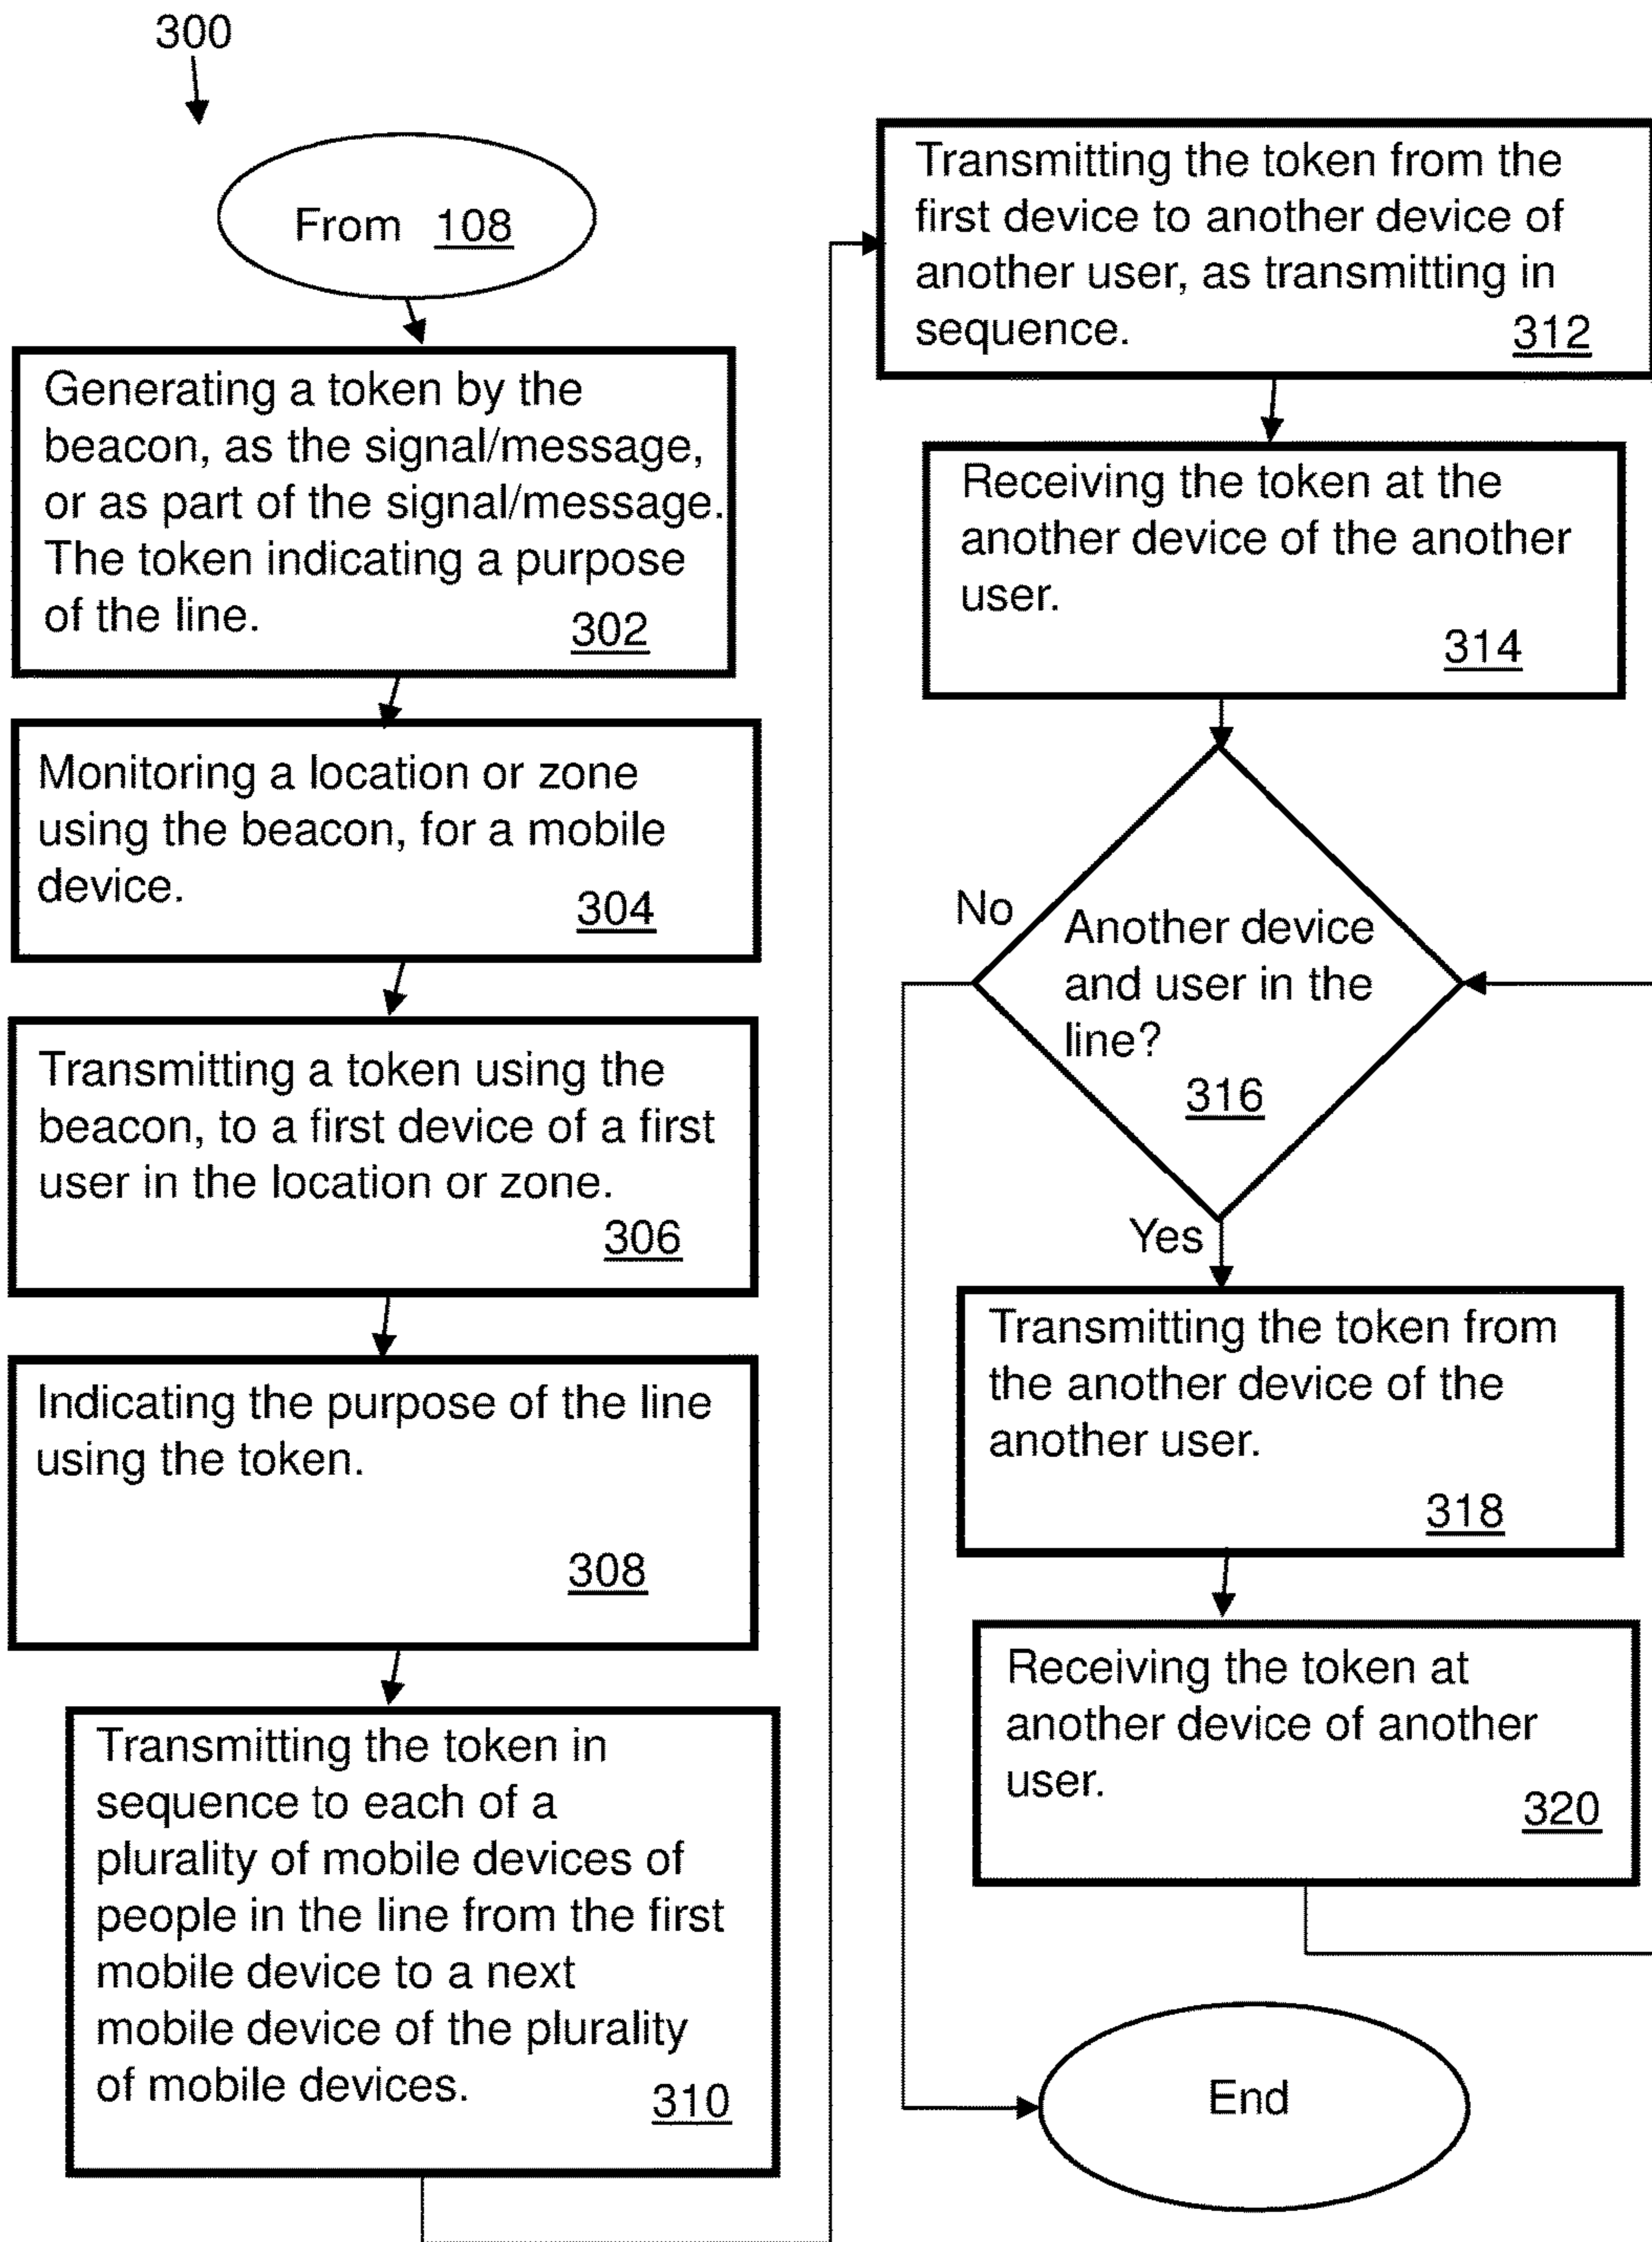 300
From 108
Generating a token by the
beacon, as the signal/message,
or as part of the signal/message.
The token indicating a purpose
of the line.
302
Monitoring a location or zone
using the beacon, for a mobile
device.
304
Transmitting a token using the
beacon, to a first device of a first
user in the location or zone.
306
Indicating the purpose of the line
using the token.
308
Transmitting the token in
sequence to each of a
plurality of mobile devices of
people in the line from the first
mobile device to a next
mobile device of the plurality
of mobile devices.
310
Transmitting the token from the
first device to another device of
another user, as transmitting in
sequence.
312
Receiving the token at the
another device of the another
user.
314
No
Another device
and user in the
line?
316
Yes
Transmitting the token from
the another device of the
another user.
318
Receiving the token at
another device of another
user.
320
End